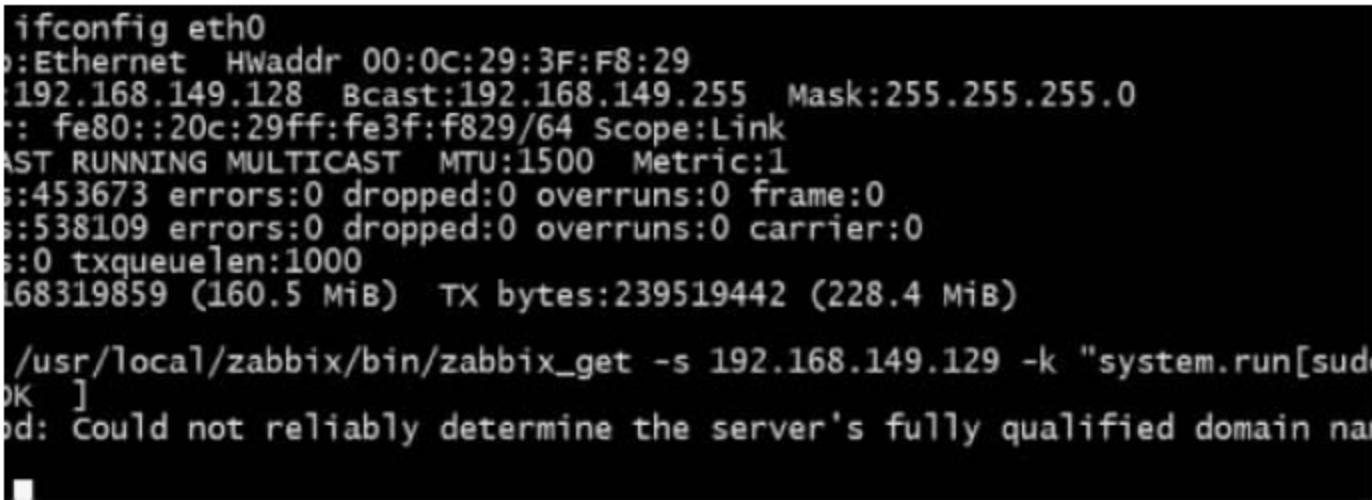 ifconfig eth0
:Ethernet  HWaddr 00:0C:29:3F:F8:29
:192.168.149.128  Bcast:192.168.149.255  Mask:255.255.255.0
: fe80::20c:29ff:fe3f:f829/64 Scope:Link
AST RUNNING MULTICAST  MTU:1500  Metric:1
s:453673 errors:0 dropped:0 overruns:0 frame:0
s:538109 errors:0 dropped:0 overruns:0 carrier:0
s:0 txqueuelen:1000
168319859 (160.5 MiB)  TX bytes:239519442 (228.4 MiB)
/usr/local/zabbix/bin/zabbix_get -s 192.168.149.129 -k "system.run[sud
OK  ]
pd: Could not reliably determine the server's fully qualified domain na